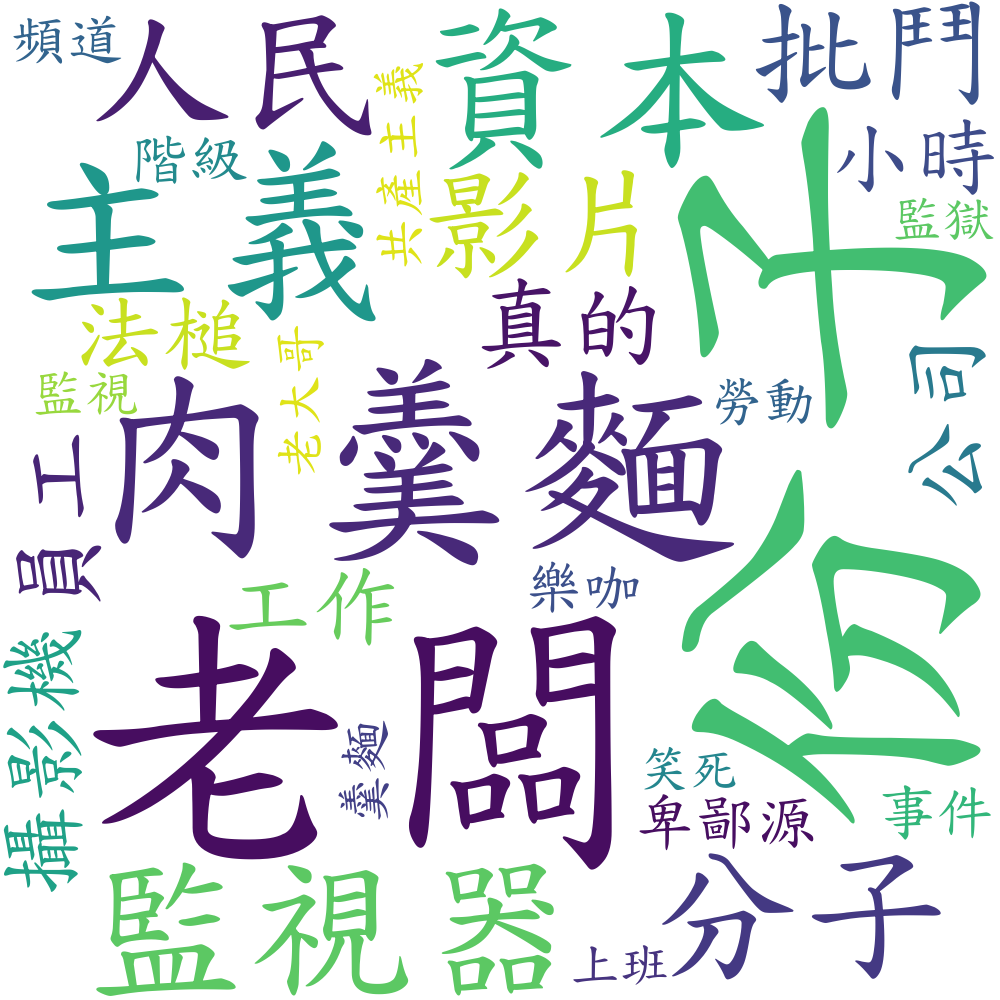 頻道
人民
資本
批鬥
階級
共產主義
小時
主義
影片
監獄
份子
法槌
真的
老大哥
公司
監視
肉羹麵
勞動
員工
工作
樂咖
老闆
攝影機
羹麵
笑死
卑鄙源
事件
監視器
分子
上班